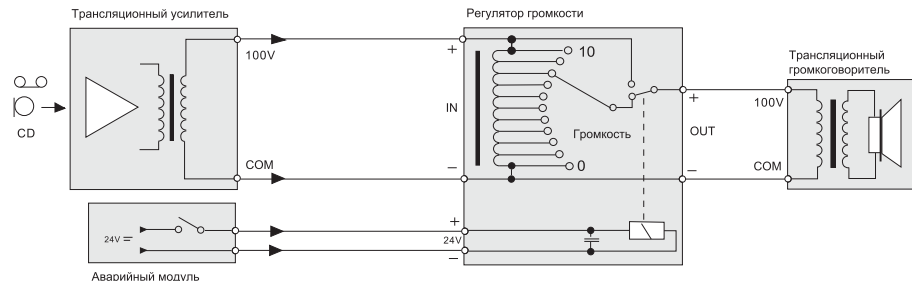 Трансляционный усилитель
Регулятор громкости
Трансляционный
громкоговоритель
100V
+
10
IN
Громкость
+
OUT
100V
CD
COM
−
0
−
COM
24V
+
24V
−
Аварийный модуль